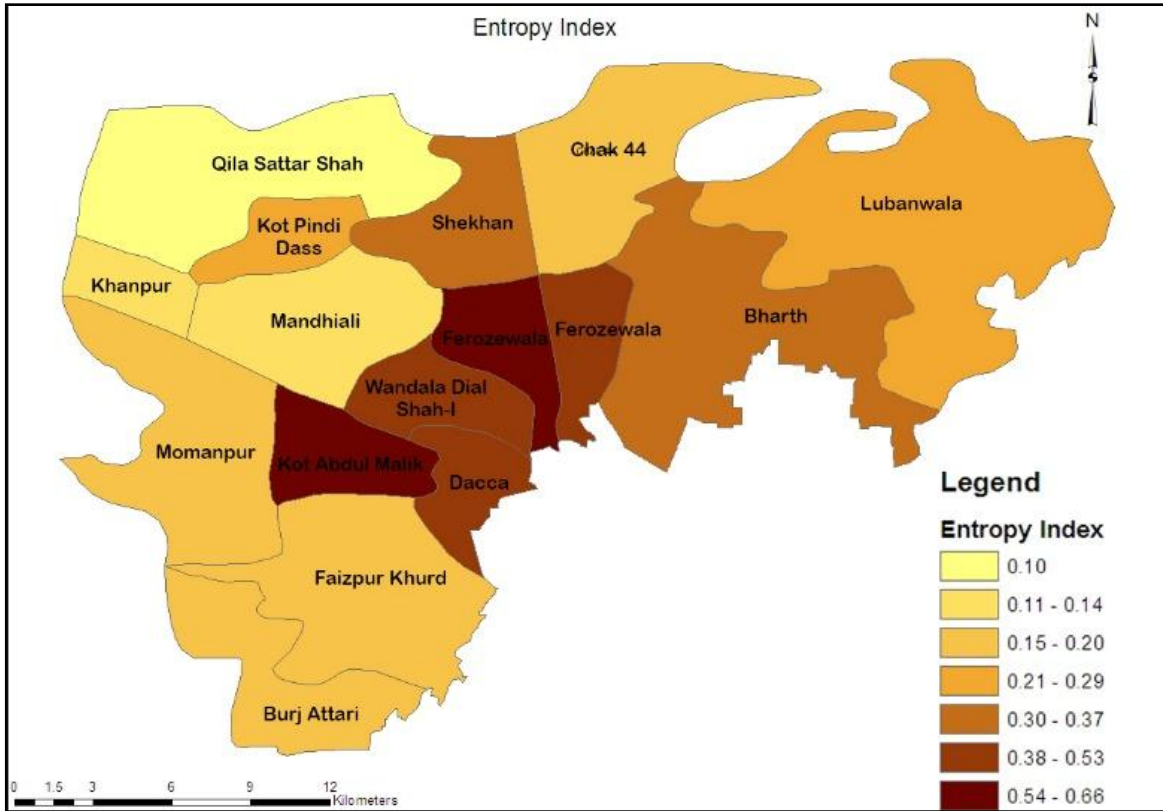 Entropy Index
N
Chak 44
Qila Sattar Shah
Lubanwala
Kot Pindi
Dass
Shekhan
Khanpur
Mandhiali
Ferozewala
Ferozewala
Bharth
Wandala Dial
Shah-I
Momanpur
Kot Abdul Malik
Dacca
Faizpur Khurd
Burj Attari
Legend
Entropy Index
0.10
0.11 - 0.14
0.15 - 0.20
0.21 - 0.29
0.30 - 0.37
0.38 - 0.53
0.54 - 0.66
0 1.5 3 6 9 12
Kilometers